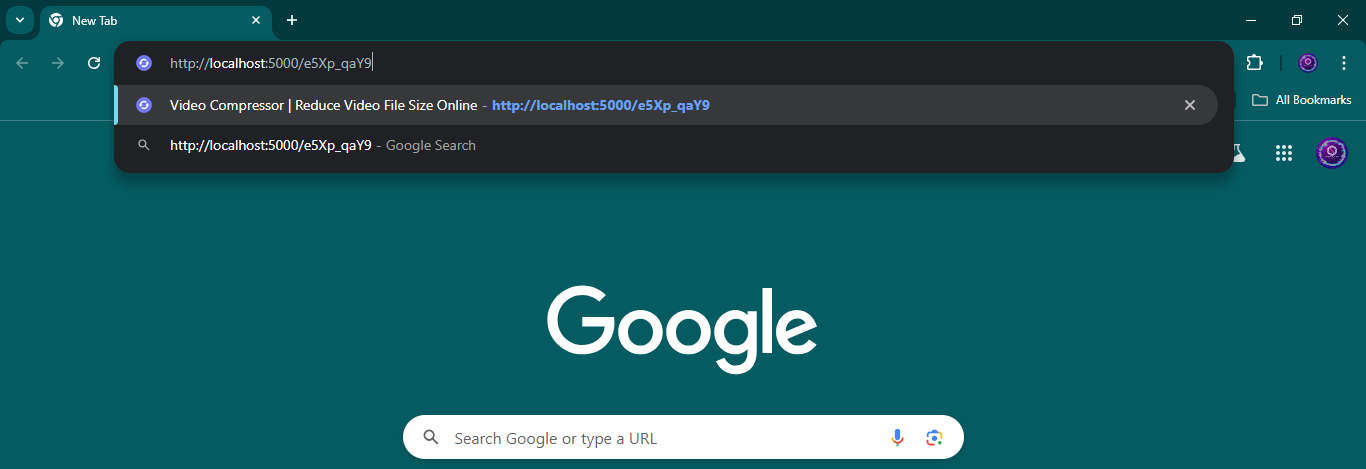 New Tab
http://localhost:5000/e5Xp_qaY9
Video Compressor | Reduce Video File Size Online - http://localhost:5000/e5Xp_qaY9
All Bookmarks
http://localhost:5000/e5Xp_qaY9 - Google Search
Google
Search Google or type a URL